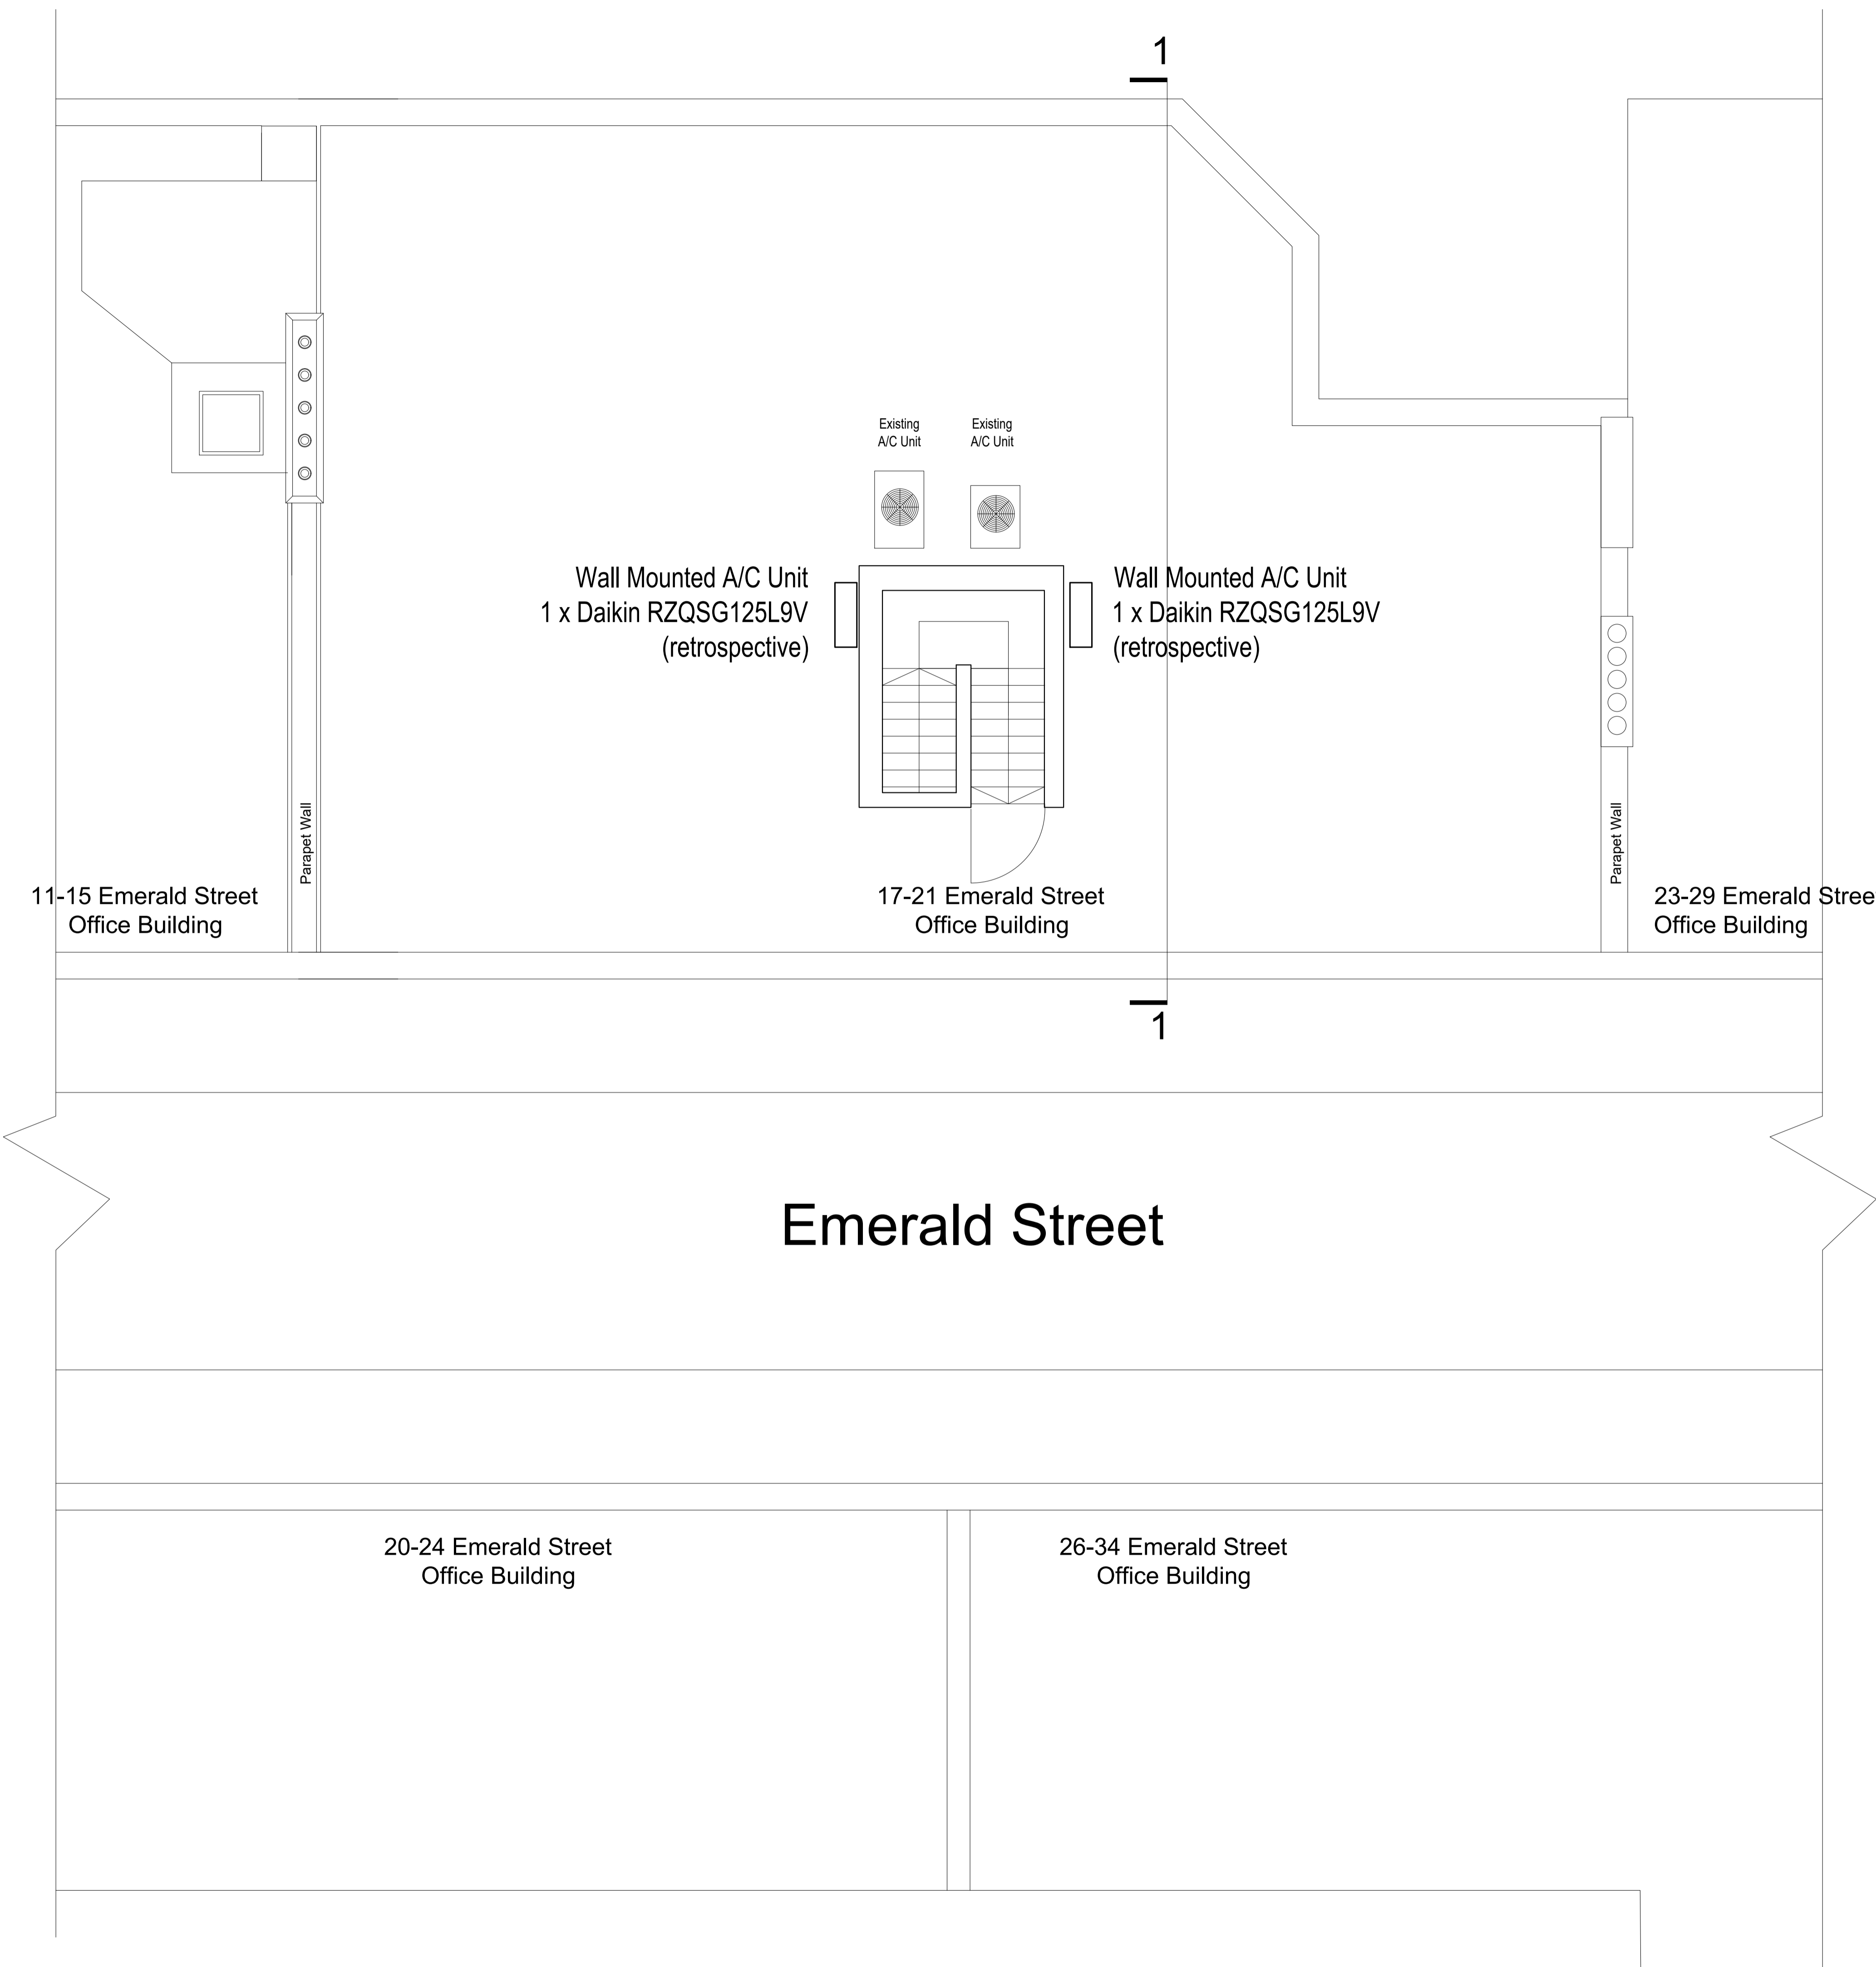 1
Existing
A/C Unit
Existing
A/C Unit
Wall Mounted A/C Unit
1 x Daikin RZQSG125L9V
(retrospective)
Wall Mounted A/C Unit
1 x Daikin RZQSG125L9V
(retrospective)
Parapet Wall
Parapet Wall
11-15 Emerald Street
Office Building
17-21 Emerald Street
Office Building
23-29 Emerald Stree
Office Building
1
Emerald Street
20-24 Emerald Street
Office Building
26-34 Emerald Street
Office Building